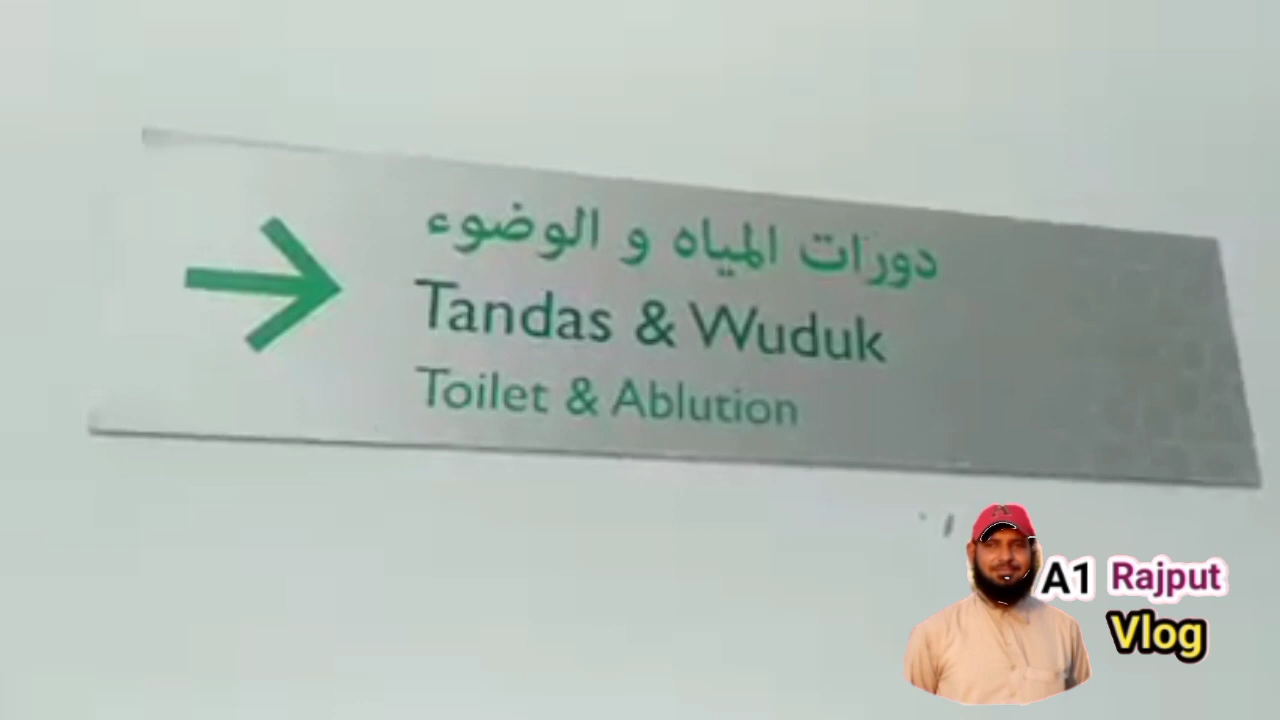 دورات المياه و الوضوء
Tandas & Wuduk
Toilet & Ablution
A1 Rajput
Vlog